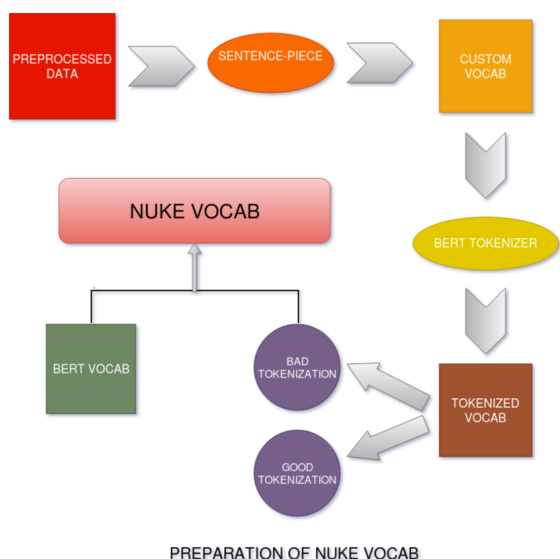 PREPROCESSED
DATA
SENTENCE-PIECE
CUSTOM
VOCAB
NUKE VOCAB
BERT TOKENIZER
BERT VOCAB
BAD
TOKENIZATION
TOKENIZED
VOCAB
GOOD
TOKENIZATION
PREPARATION OF NUKE VOCAB